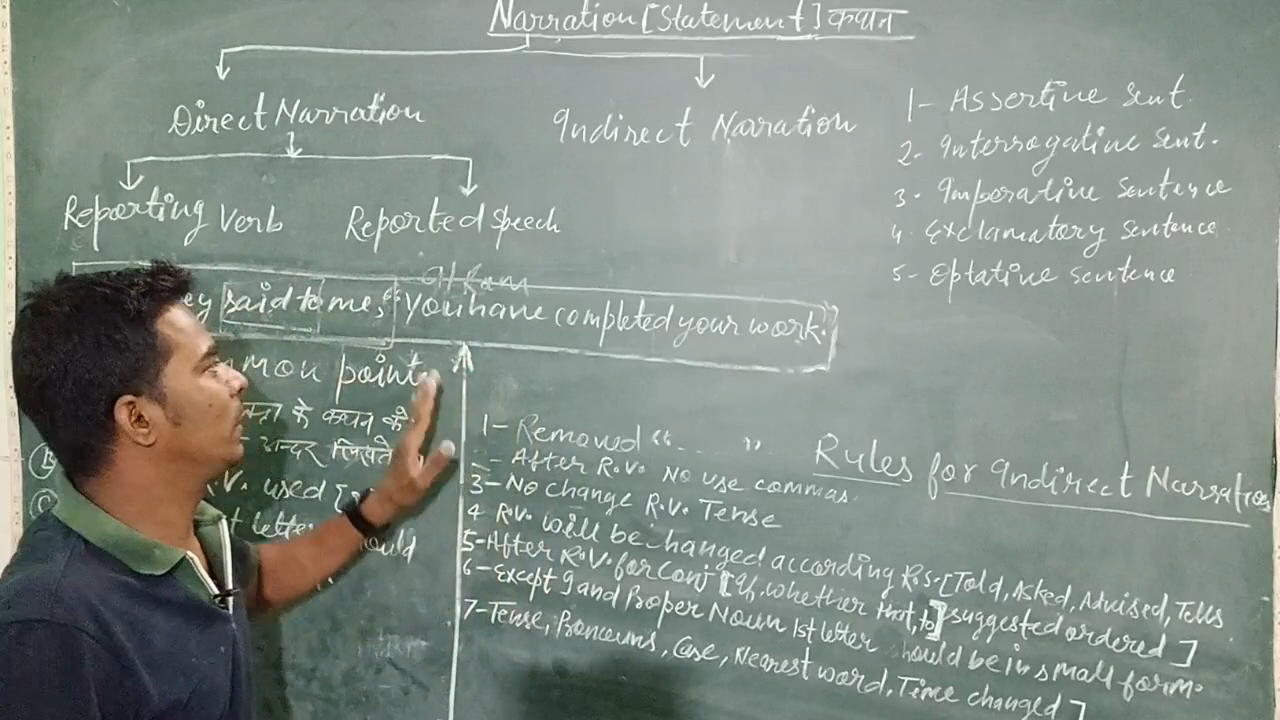 Narration [Statement] कथन
Direct Narration
Indirect Narration
Reporting Verb
Reported Speech
1- Assertive Sent.
2- Interrogative Sent.
3- Imperative Sentence
4- Exclamatory Sentence
5- Optative sentence
said to me, "You have completed your work."
mon points
के कथन के
अन्दर लिखते
(B)
.V. used [
(C)
t letter should
Rules for Indirect Narration
1- Removed " ..... "
- After R.V. No use commas.
3- No change R.V. Tense
4 R.V. will be changed according R.S. [Told, Asked, Advised, Tells
suggested ordered]
5- After R.V. for Conj [If, whether that, to]
6- Except I and Proper Noun 1st letter should be in small form.
7- Tense, Pronouns, Case, Nearest word, Time changed]